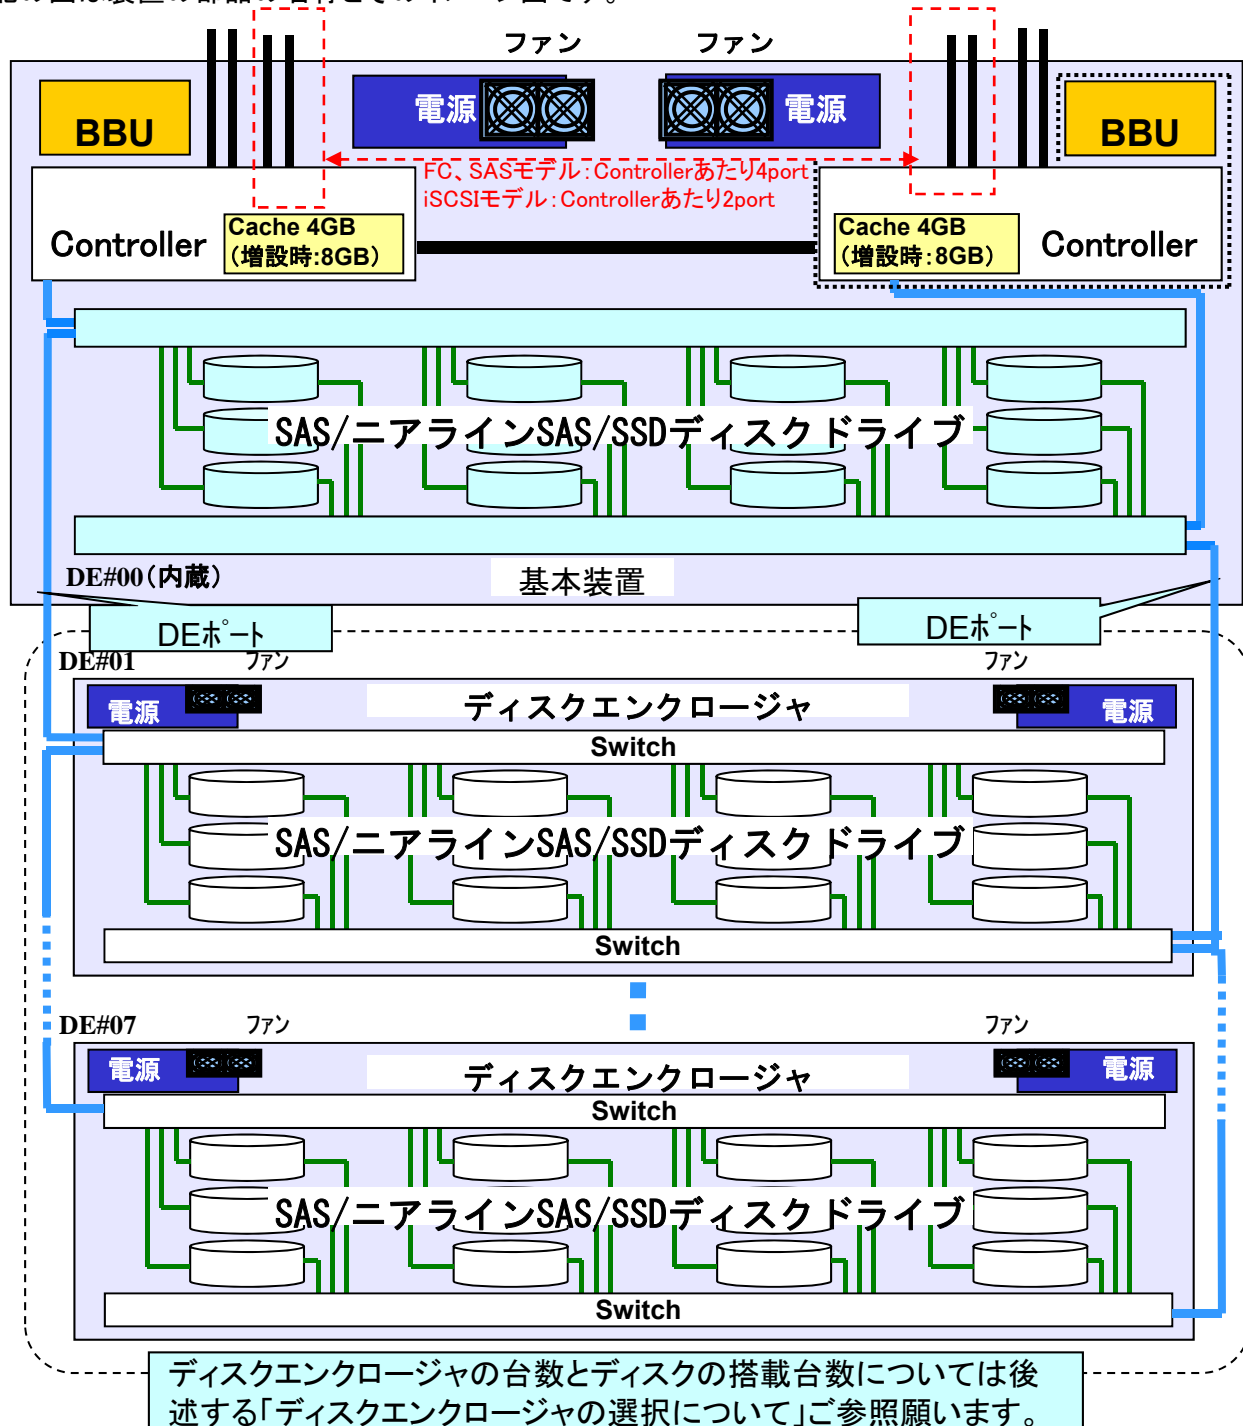 ファン
ファン
BBU
電源
電源
BBU
FC、SASモデル：Controllerあたり4port
iSCSIモデル：Controllerあたり2port
Controller
Cache 4GB
（増設時:8GB）
Cache 4GB
（増設時:8GB）
Controller
SAS/ニアラインSAS/SSDディスクドライブ
DE#00（内蔵）
基本装置
DEポート
DEポート
DE#01
ファン
ファン
電源
ディスクエンクロージャ
電源
Switch
SAS/ニアラインSAS/SSDディスクドライブ
Switch
DE#07
ファン
ファン
電源
ディスクエンクロージャ
電源
Switch
SAS/ニアラインSAS/SSDディスクドライブ
Switch
ディスクエンクロージャの台数とディスクの搭載台数については後
述する「ディスクエンクロージャの選択について」ご参照願います。